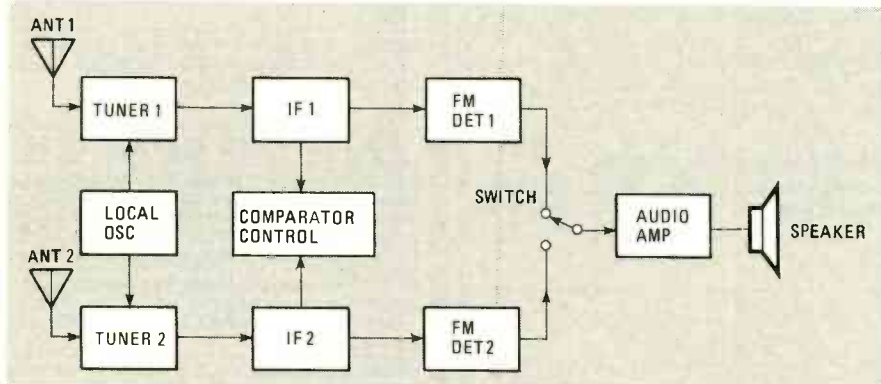 ANT 1
TUNER 1
IF 1
FM
DET 1
LOCAL
OSC
COMPARATOR
CONTROL
SWITCH
AUDIO
AMP
SPEAKER
ANT 2
TUNER 2
IF 2
FM
DET 2